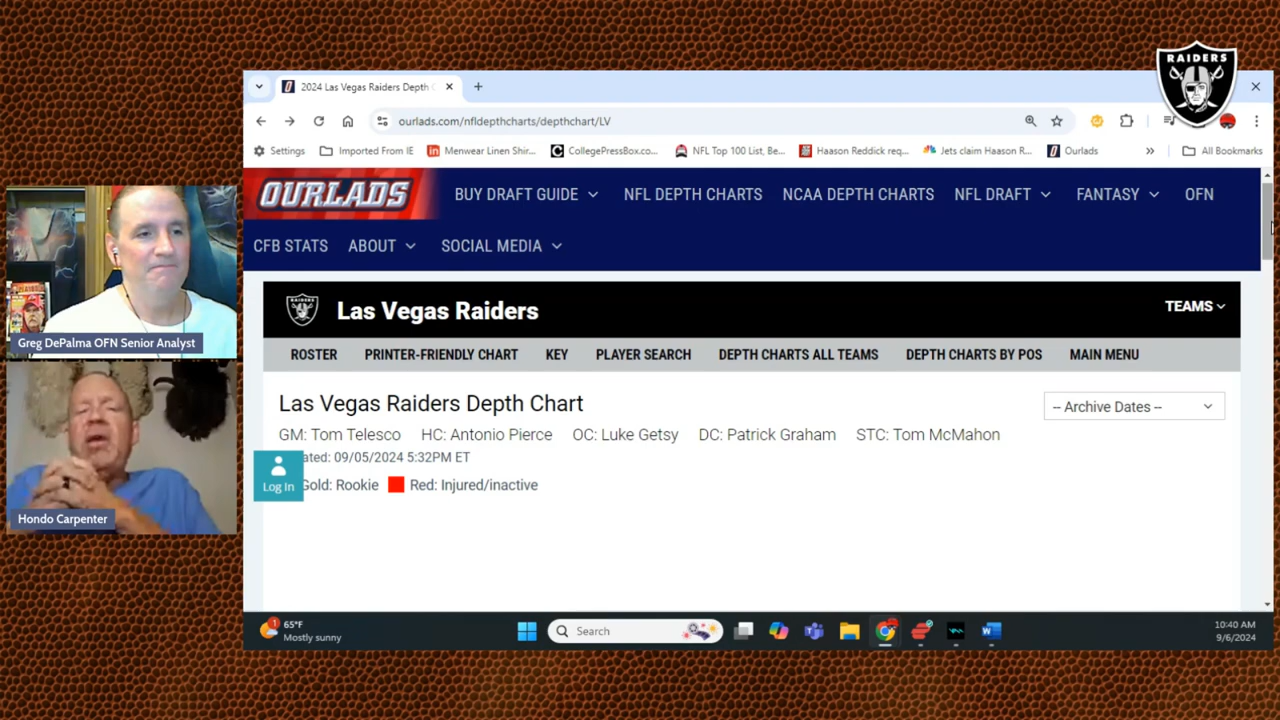 RAIDERS
2024 Las Vegas Raiders Depth
ourlads.com/nfldepthcharts/depthchart/LV
Settings Imported From IE Menwear Linen Shir... CollegePressBox.co... NFL Top 100 List, Be... Haason Reddick req... Jets claim Haason R... Ourlads All Bookmarks
OURLADS BUY DRAFT GUIDE NFL DEPTH CHARTS NCAA DEPTH CHARTS NFL DRAFT FANTASY OFN
CFB STATS ABOUT SOCIAL MEDIA
Las Vegas Raiders TEAMS
ROSTER PRINTER-FRIENDLY CHART KEY PLAYER SEARCH DEPTH CHARTS ALL TEAMS DEPTH CHARTS BY POS MAIN MENU
Las Vegas Raiders Depth Chart -- Archive Dates --
GM: Tom Telesco HC: Antonio Pierce OC: Luke Getsy DC: Patrick Graham STC: Tom McMahon
ated: 09/05/2024 5:32PM ET
Gold: Rookie Red: Injured/inactive
Log In
Greg DePalma OFN Senior Analyst
Hondo Carpenter
1 65°F
Mostly sunny
Search
10:40 AM
9/6/2024